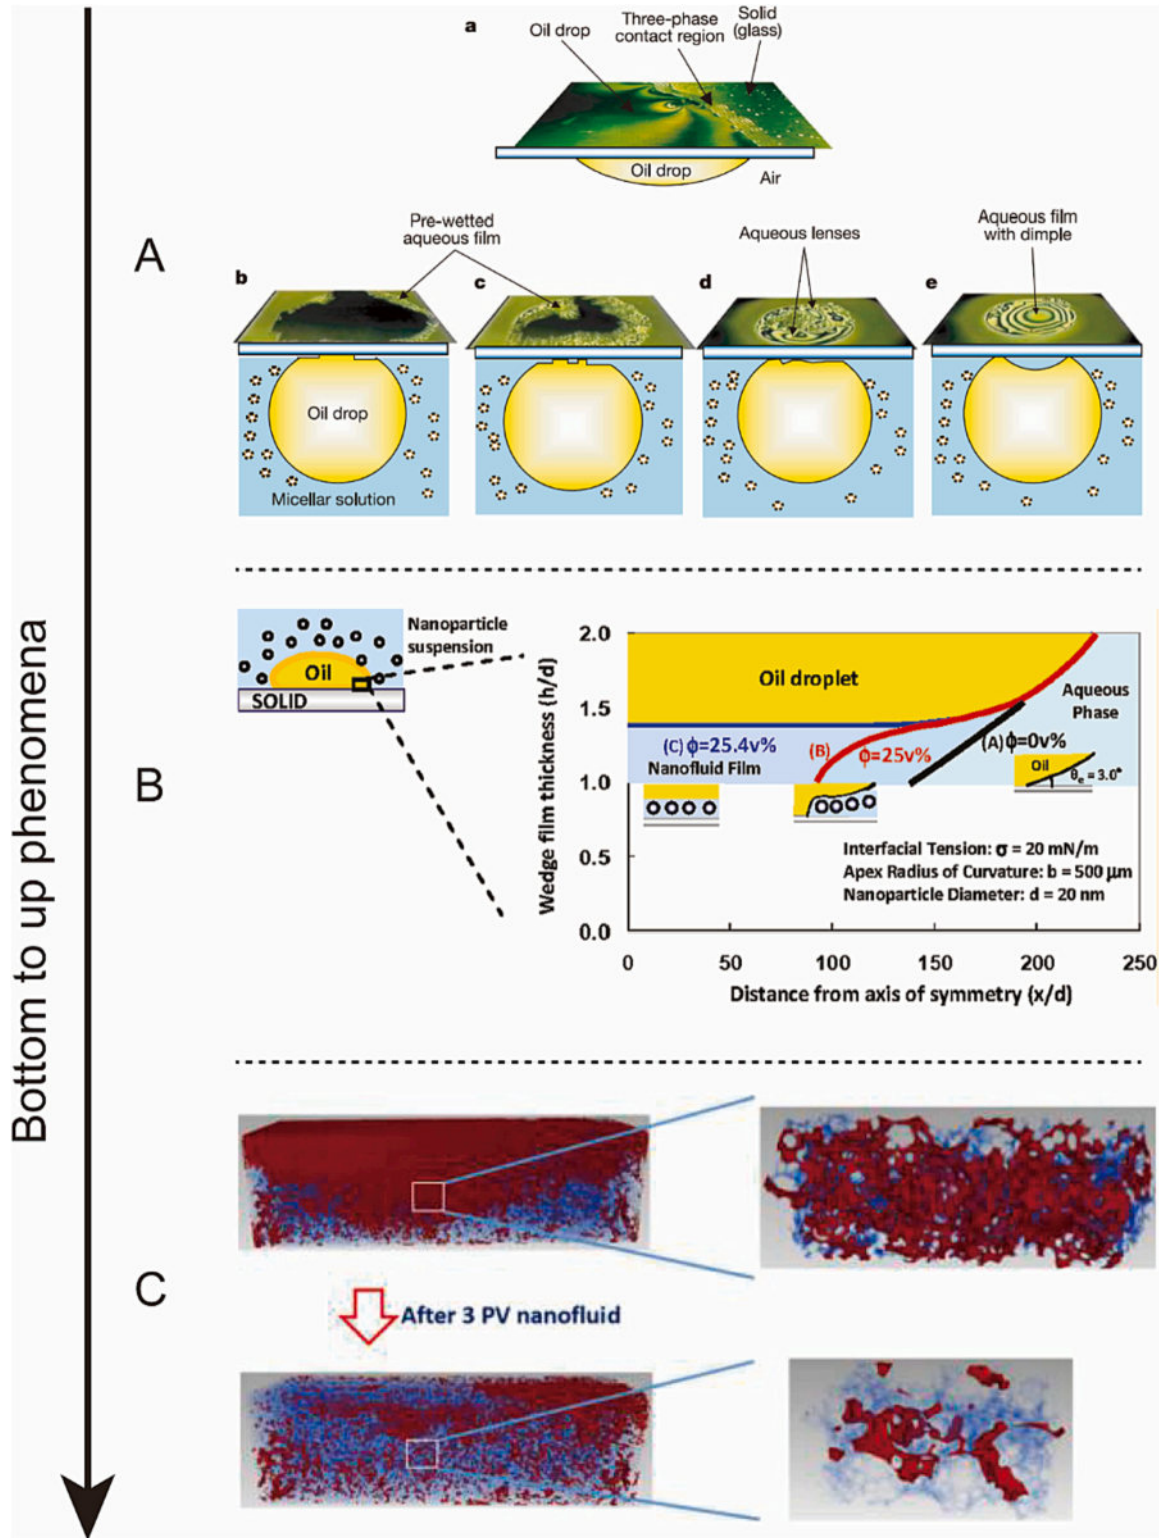 Bottom to up phenomena
A
a
Oil drop
Three-phase
contact region
Solid
(glass)
Oil drop
Air
Pre-wetted
aqueous film
Aqueous lenses
Aqueous film
with dimple
b
c
d
e
Oil drop
Micellar solution
B
Nanoparticle
suspension
Oil
SOLID
Wedge film thickness (h/d)
2.0
1.5
1.0
0.5
0.0
Oil droplet
Aqueous
Phase
(C) ϕ=25.4v%
Nanofluid Film
(B)
ϕ=25v%
(A) ϕ=0v%
Oil
θe = 3.0°
Interfacial Tension: σ = 20 mN/m
Apex Radius of Curvature: b = 500 μm
Nanoparticle Diameter: d = 20 nm
0 50 100 150 200 250
Distance from axis of symmetry (x/d)
C
After 3 PV nanofluid